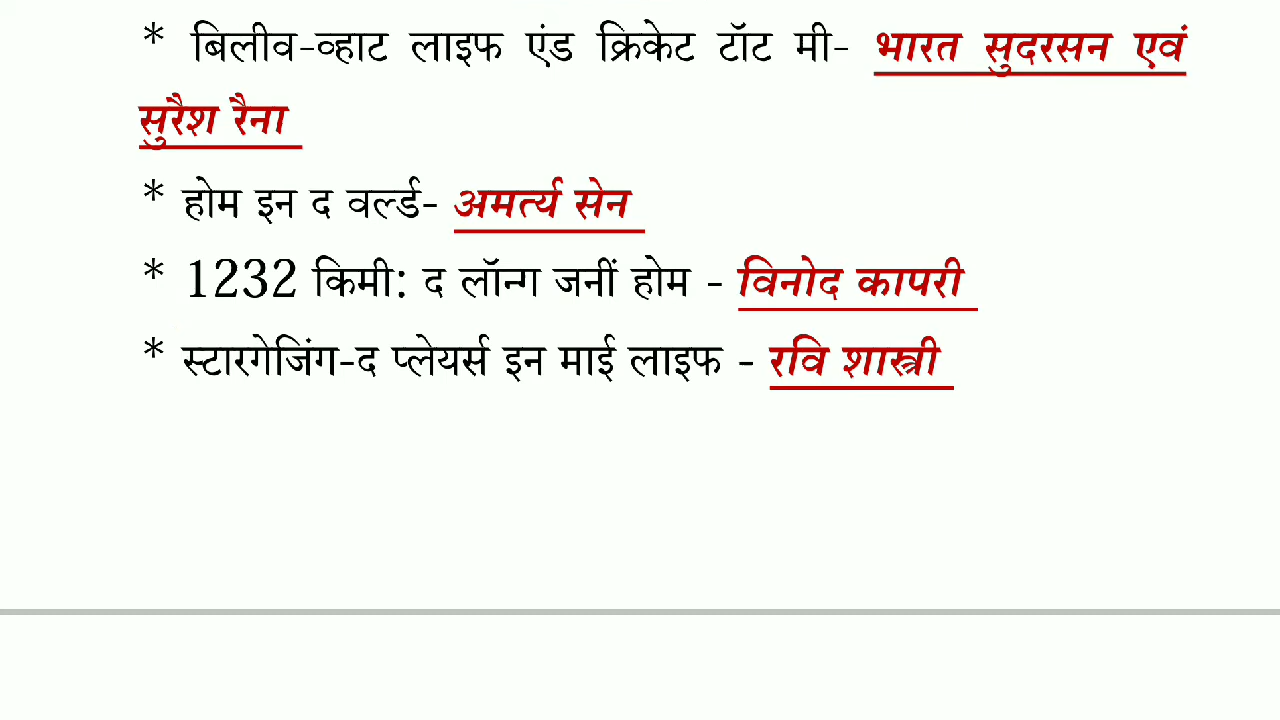 * बिलीव-व्हाट लाइफ एंड क्रिकेट टॉट मी- भारत सुदरसन एवं
सुरैश रैना
* होम इन द वर्ल्ड- अमर्त्य सेन
* 1232 किमी: द लॉन्ग जर्नी होम - विनोद कापरी
* स्टारगेजिंग-द प्लेयर्स इन माई लाइफ - रवि शास्त्री